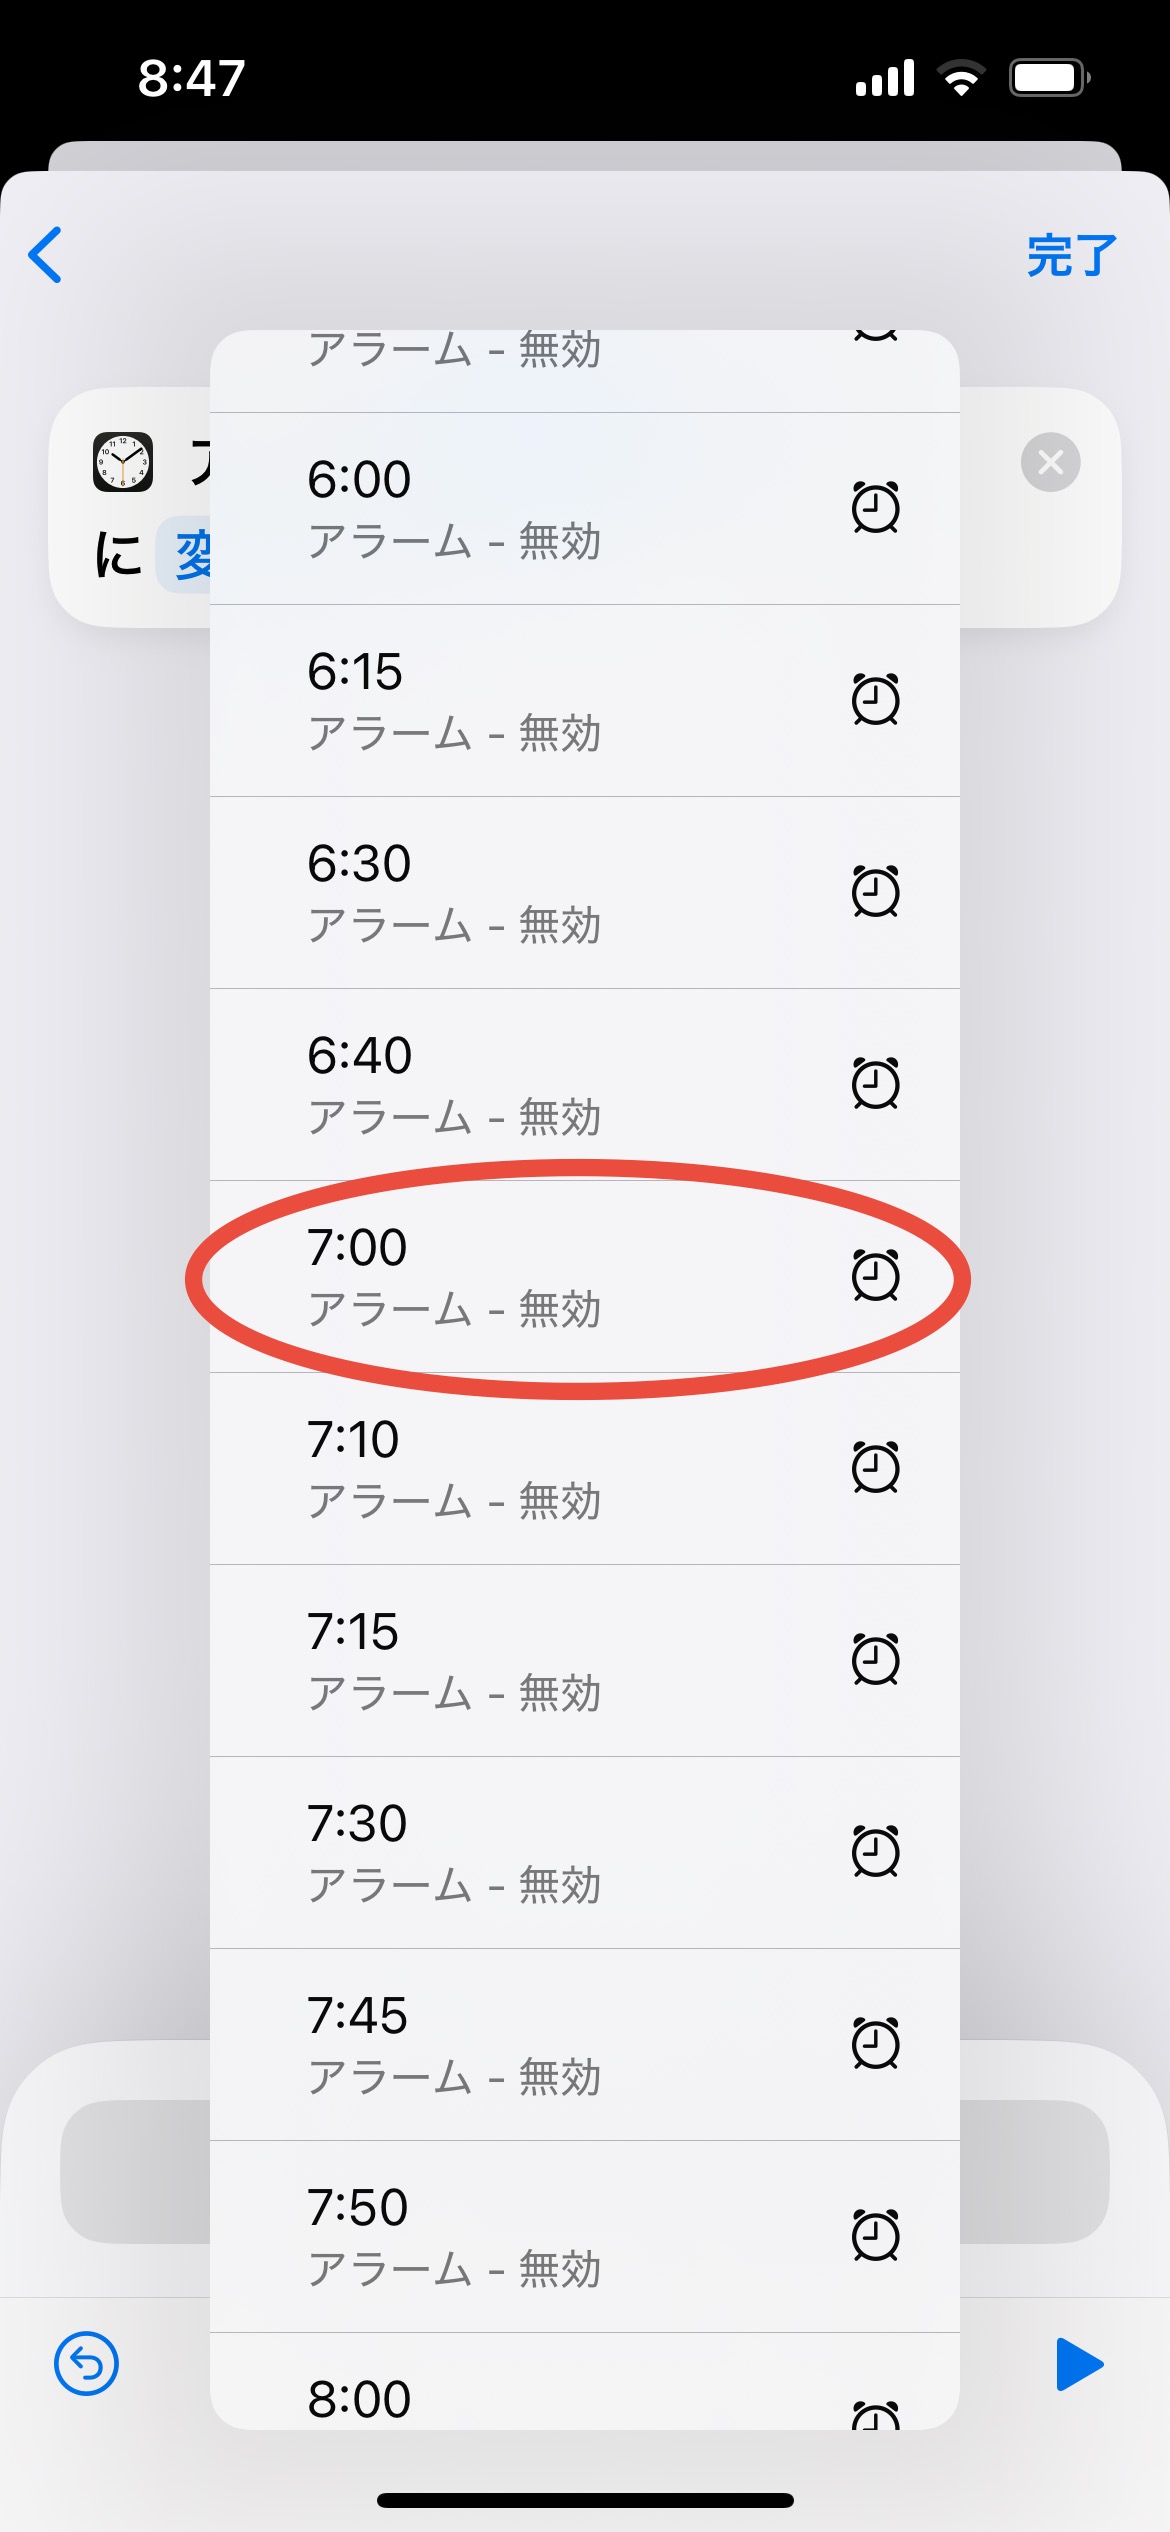 8:47
完了
アラーム - 無効
に 変
6:00
アラーム - 無効
6:15
アラーム - 無効
6:30
アラーム - 無効
6:40
アラーム - 無効
7:00
アラーム - 無効
7:10
アラーム - 無効
7:15
アラーム - 無効
7:30
アラーム - 無効
7:45
アラーム - 無効
7:50
アラーム - 無効
8:00